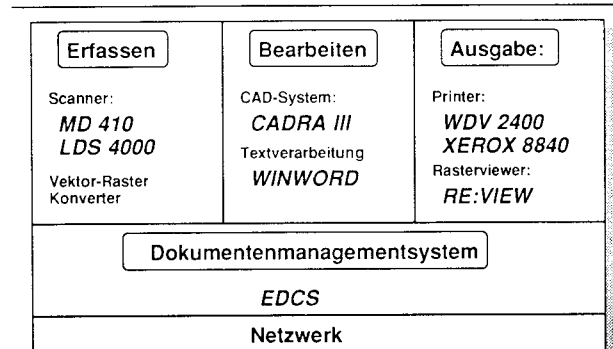 Erfassen
Scanner:
MD 410
LDS 4000
Vektor-Raster
Konverter
Bearbeiten
CAD-System:
CADRA III
Textverarbeitung
WINWORD
Ausgabe:
Printer:
WDV 2400
XEROX 8840
Rasterviewer:
RE:VIEW
Dokumentenmanagementsystem
EDCS
Netzwerk